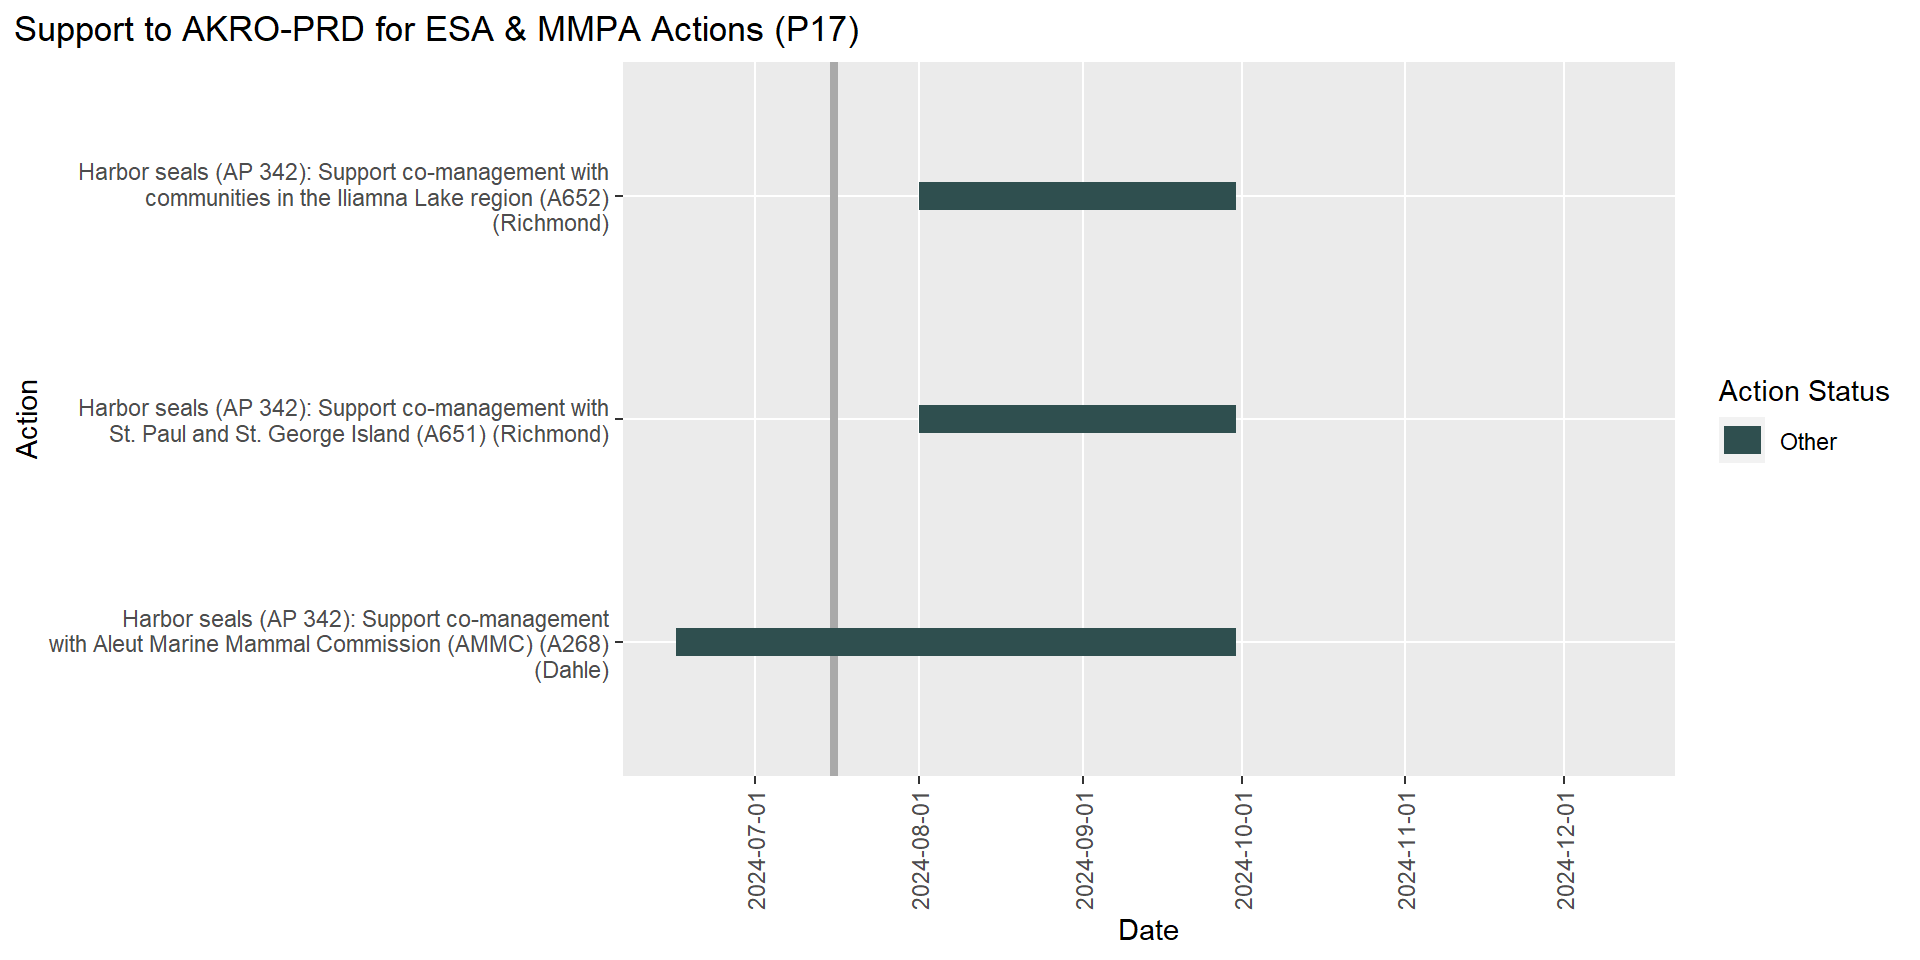 Support to AKRO-PRD for ESA & MMPA Actions (P17)
Action
Harbor seals (AP 342): Support co-management with
communities in the Iliamna Lake region (A652)
(Richmond)
Harbor seals (AP 342): Support co-management with
St. Paul and St. George Island (A651) (Richmond)
Harbor seals (AP 342): Support co-management
with Aleut Marine Mammal Commission (AMMC) (A268)
(Dahle)
2024-07-01
2024-08-01
2024-09-01
2024-10-01
2024-11-01
2024-12-01
Date
Action Status
Other